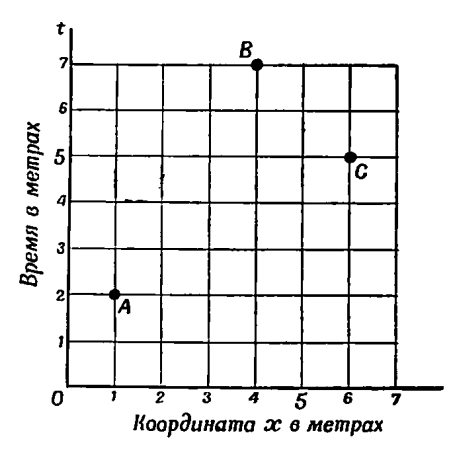 t
B
7
6
C
5
4
3
2
A
1
0 1 2 3 4 5 6 7
Время в метрах
Координата x в метрах